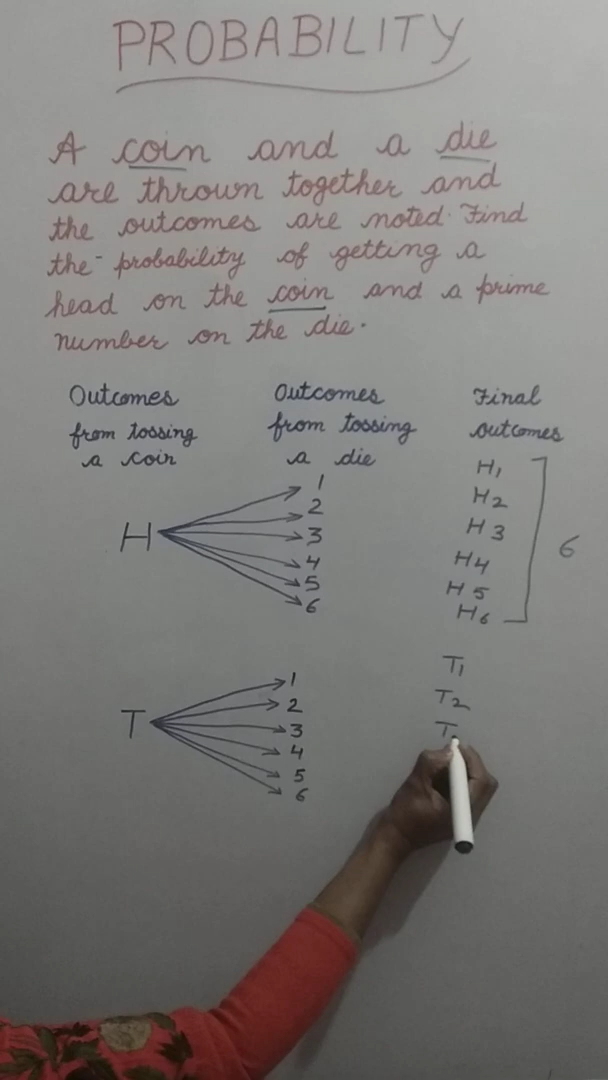 PROBABILITY
A coin and a die
are thrown together and
the outcomes are noted. Find
the probability of getting a
head on the coin and a prime
number on the die.
Outcomes
from tossing
a coin
Outcomes
from tossing
a die
Final
outcomes
H
1
2
3
4
5
6
H1
H2
H3
H4
H5
H6
6
T
1
2
3
4
5
6
T1
T2
T